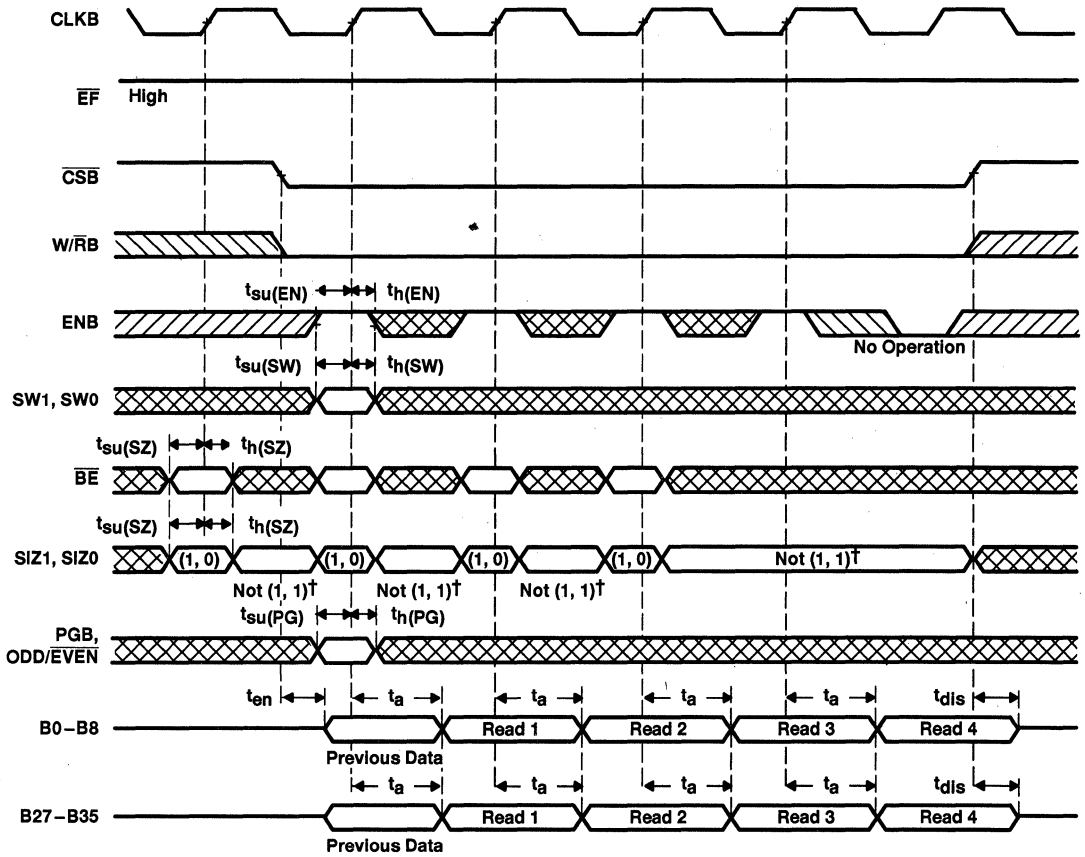 CLKB
EF
High
CSB
W/RB
tsu(EN) th(EN)
ENB
No Operation
tsu(SW) th(SW)
SW1, SW0
tsu(SZ) th(SZ)
BE
tsu(SZ) th(SZ)
SIZ1, SIZ0 (1, 0) (1, 0) (1, 0) (1, 0) Not (1, 1)†
Not (1, 1)† Not (1, 1)† Not (1, 1)†
tsu(PG) th(PG)
PGB,
ODD/EVEN
ten ta ta ta ta tdis
B0–B8 Read 1 Read 2 Read 3 Read 4
Previous Data
ta ta ta ta tdis
B27–B35 Read 1 Read 2 Read 3 Read 4
Previous Data